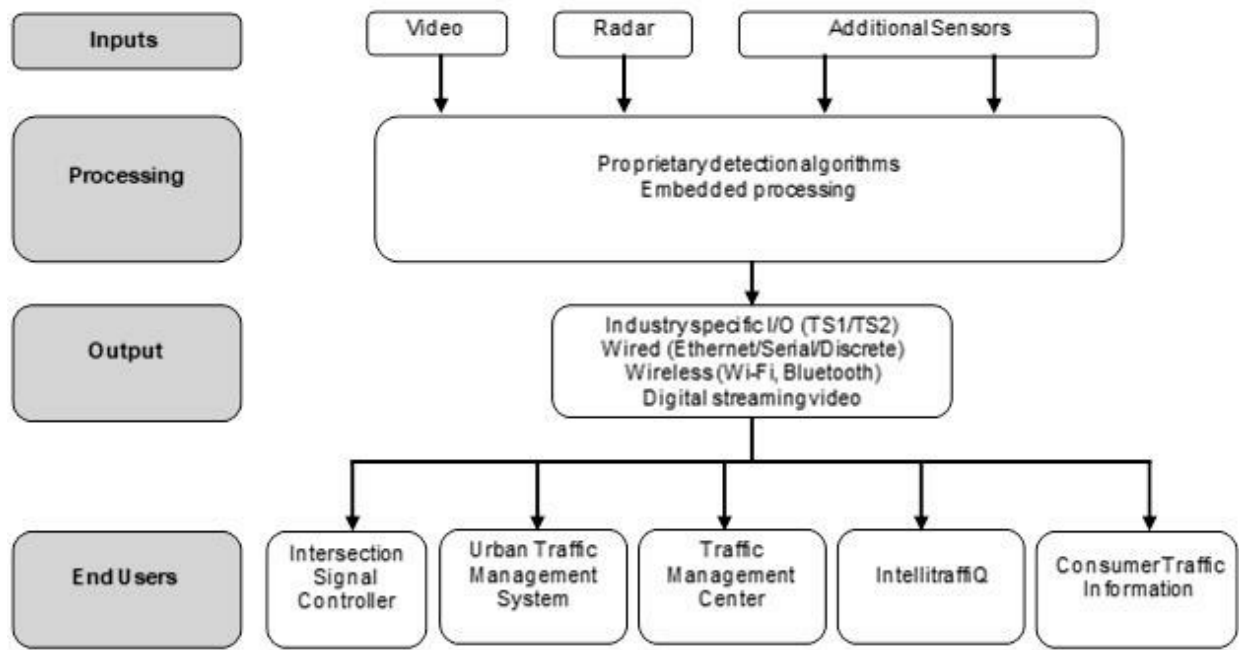 Inputs
Video
Radar
Additional Sensors
Processing
Proprietary detection algorithms
Embedded processing
Output
Industry specific I/O (TS1/TS2)
Wired (Ethernet/Serial/Discrete)
Wireless (Wi-Fi, Bluetooth)
Digital streaming video
End Users
Intersection
Signal
Controller
Urban Traffic
Management
System
Traffic
Management
Center
IntellitraffiQ
Consumer Traffic
Information